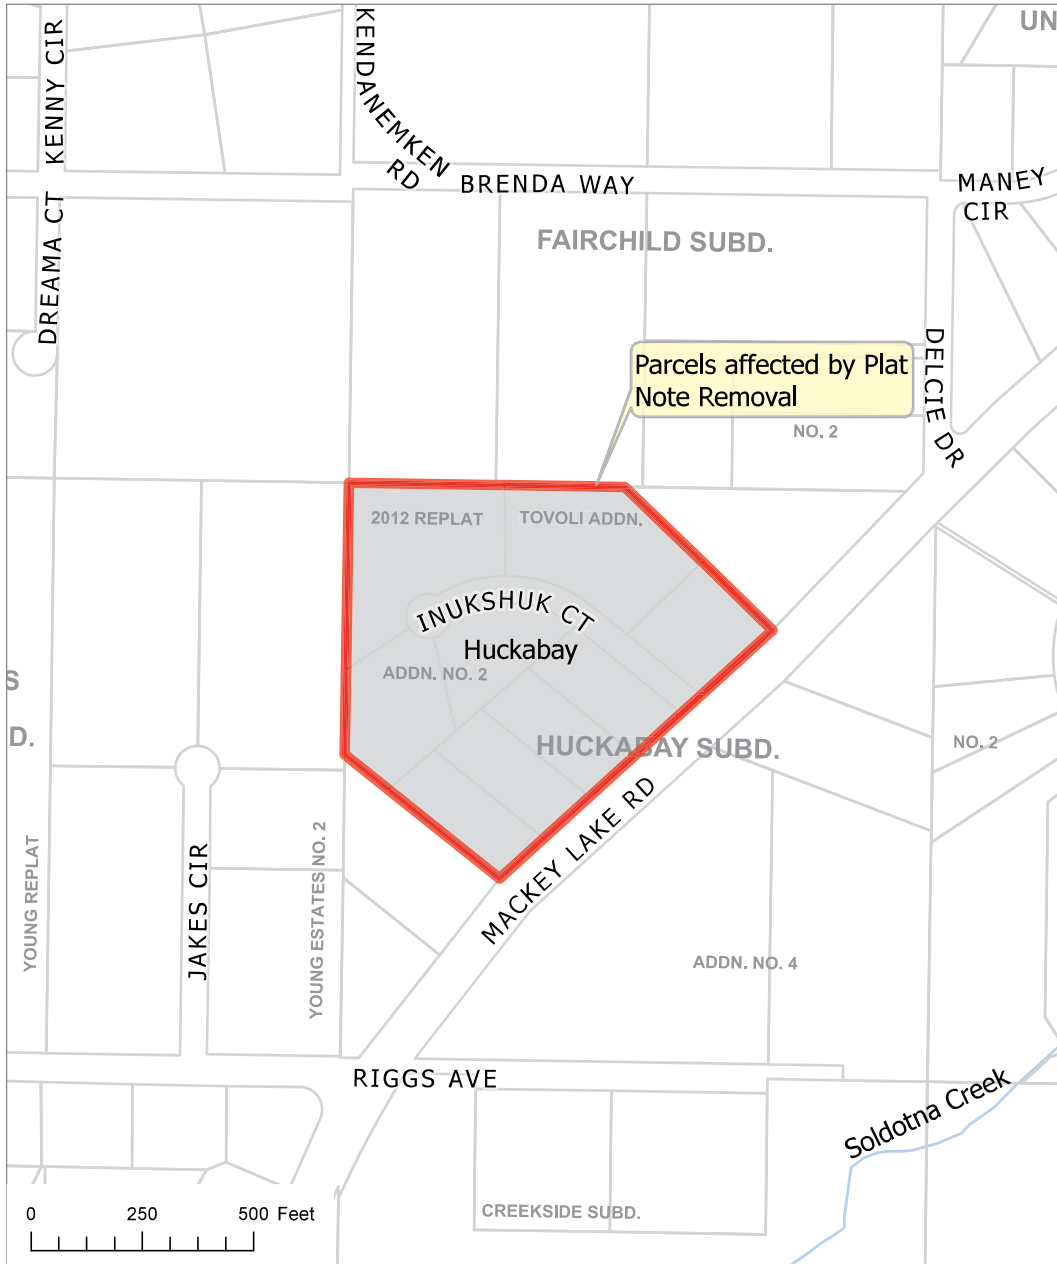 UN
KENNY CIR
KENDANEMKEN
RD
BRENDA WAY
MANEY
CIR
DREAMA CT
FAIRCHILD SUBD.
DELCIE DR
Parcels affected by Plat
Note Removal
NO. 2
2012 REPLAT
TOVOLI ADDN.
INUKSHUK CT
Huckabay
ADDN. NO. 2
S
D.
HUCKABAY SUBD.
NO. 2
MACKEY LAKE RD
YOUNG REPLAT
JAKES CIR
YOUNG ESTATES NO. 2
ADDN. NO. 4
RIGGS AVE
Soldotna Creek
CREEKSIDE SUBD.
0 250 500 Feet